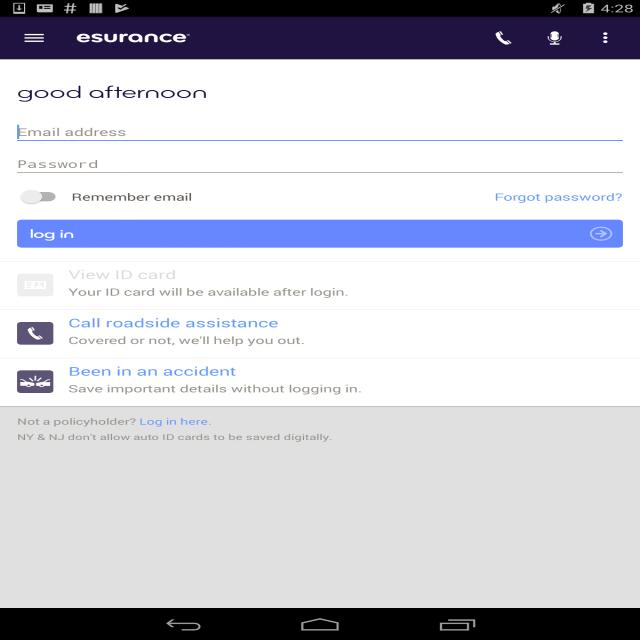 4:28
esurance
good afternoon
Email address
Password
Remember email
Forgot password?
log in
View ID card
Your ID card will be available after login.
Call roadside assistance
Covered or not, we'll help you out.
Been in an accident
Save important details without logging in.
Not a policyholder? Log in here.
NY & NJ don't allow auto ID cards to be saved digitally.